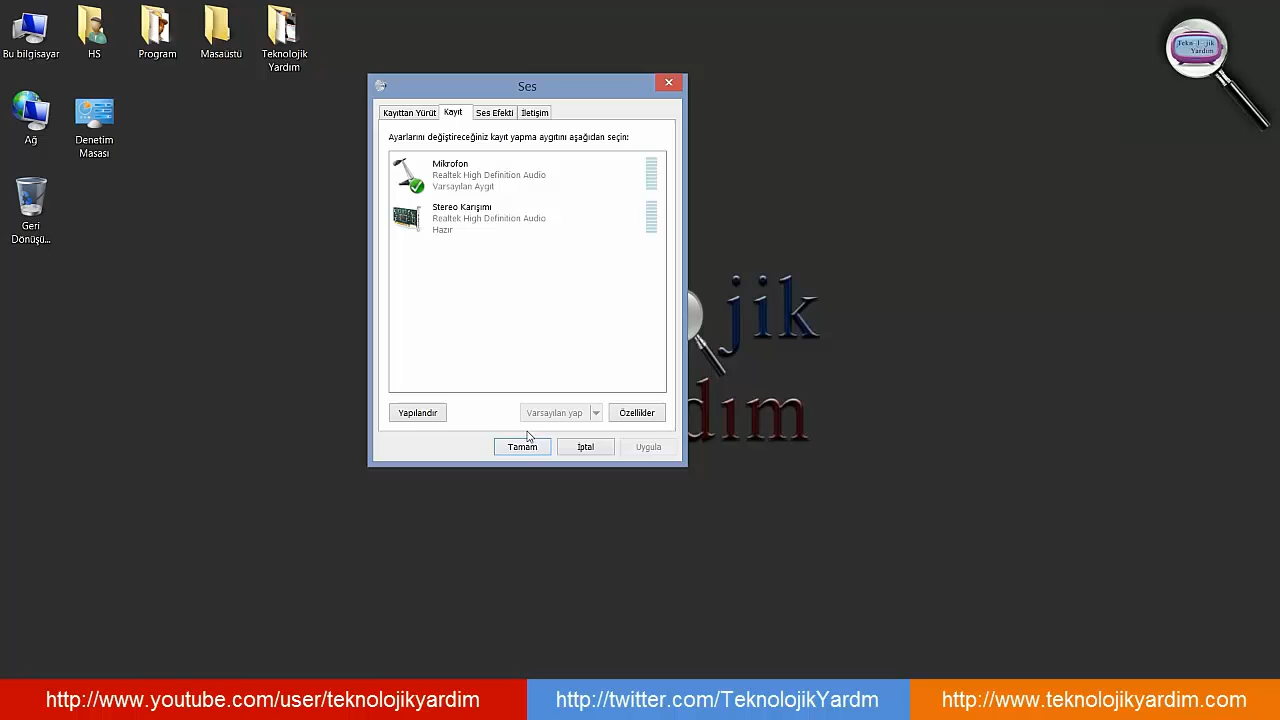 Bu bilgisayar
HS
Program
Masaüstü
Teknolojik
Yardım
Ağ
Denetim
Masası
Geri
Dönüşü...
Ses
Kayıttan Yürüt
Kayıt
Ses Efekti
İletişim
Ayarlarını değiştireceğiniz kayıt yapma aygıtını aşağıdan seçin:
Mikrofon
Realtek High Definition Audio
Varsayılan Aygıt
Stereo Karışımı
Realtek High Definition Audio
Hazır
Yapılandır
Varsayılan yap
Özellikler
Tamam
İptal
Uygula
jik
dım
Yardım
http://www.youtube.com/user/teknolojikyardim
http://twitter.com/TeknolojikYardm
http://www.teknolojikyardim.com